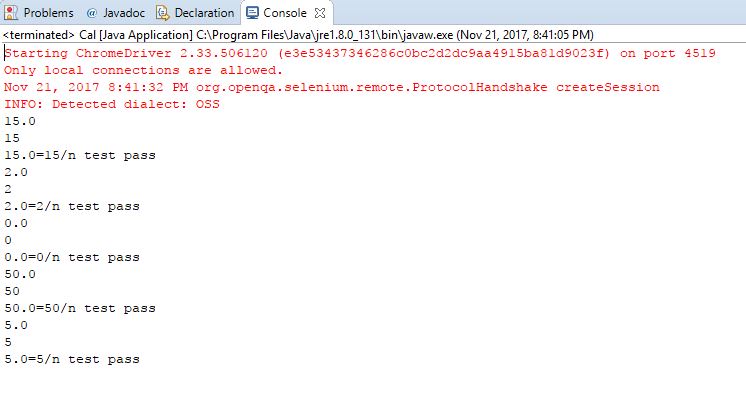 Problems @ Javadoc Declaration Console
<terminated> Cal [Java Application] C:\Program Files\Java\jre1.8.0_131\bin\javaw.exe (Nov 21, 2017, 8:41:05 PM)
Starting ChromeDriver 2.33.506120 (e3e53437346286c0bc2d2dc9aa4915ba81d9023f) on port 4519
Only local connections are allowed.
Nov 21, 2017 8:41:32 PM org.openqa.selenium.remote.ProtocolHandshake createSession
INFO: Detected dialect: OSS
15.0
15
15.0=15/n test pass
2.0
2
2.0=2/n test pass
0.0
0
0.0=0/n test pass
50.0
50
50.0=50/n test pass
5.0
5
5.0=5/n test pass